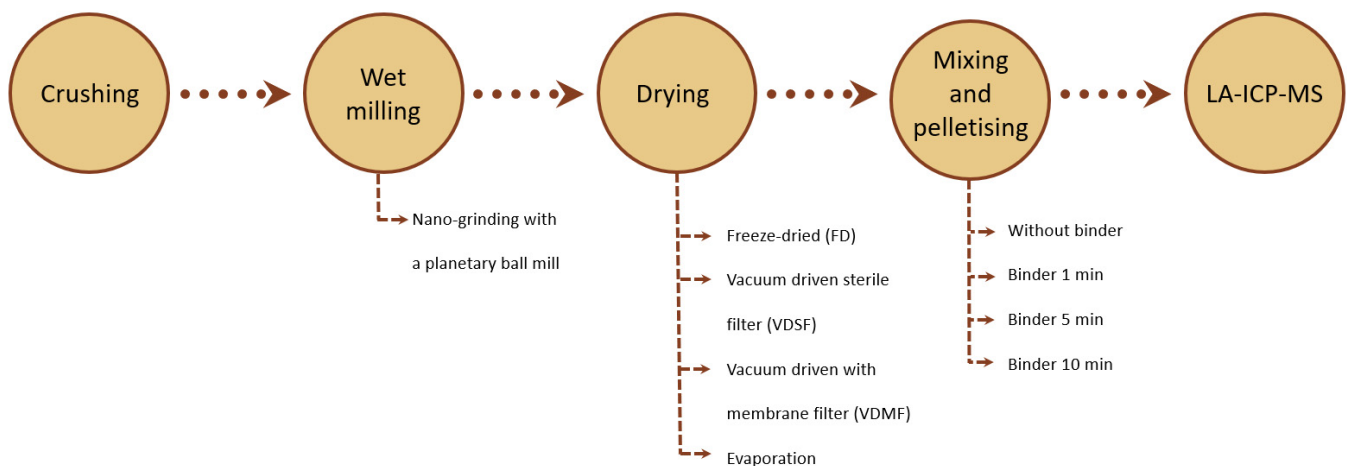 Crushing
Wet
milling
Drying
Mixing
and
pelletising
LA-ICP-MS
Nano-grinding with
a planetary ball mill
Freeze-dried (FD)
Vacuum driven sterile
filter (VDSF)
Vacuum driven with
membrane filter (VDMF)
Evaporation
Without binder
Binder 1 min
Binder 5 min
Binder 10 min